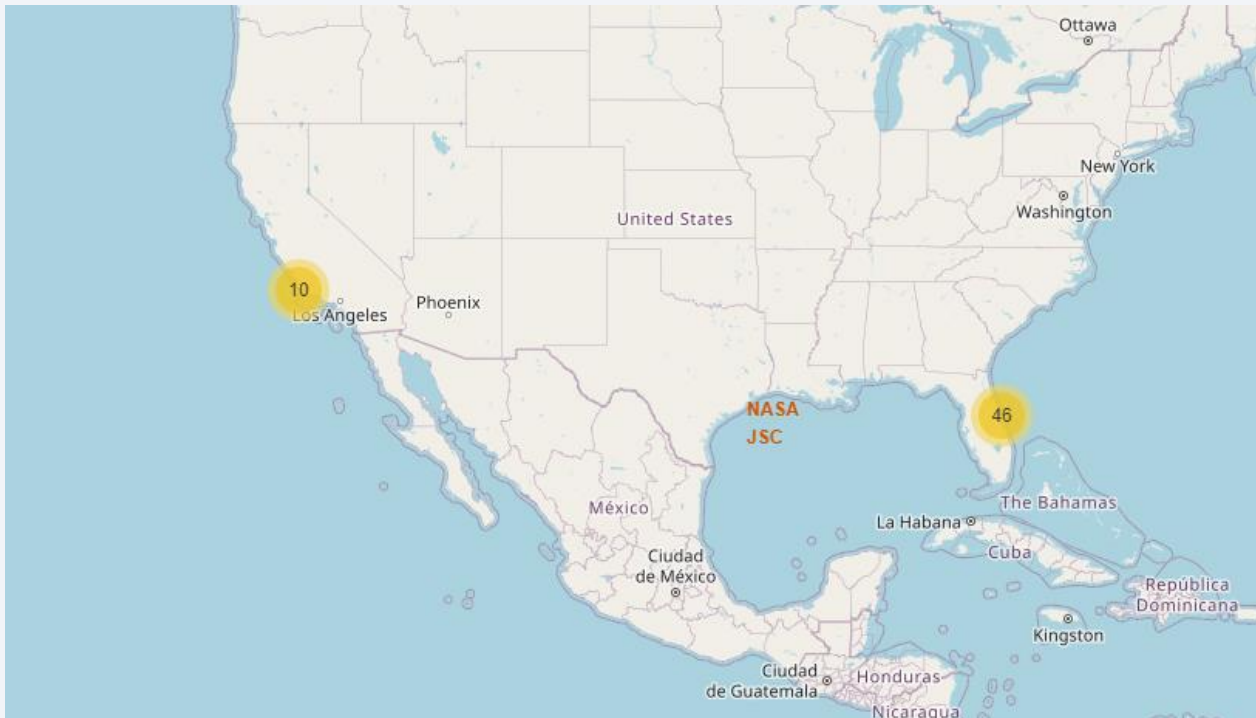 Ottawa
New York
Washington
United States
10
Los Angeles
Phoenix
NASA
JSC
46
México
The Bahamas
La Habana
Cuba
Ciudad
de México
República
Dominicana
Kingston
Ciudad
de Guatemala
Honduras
Nicaragua